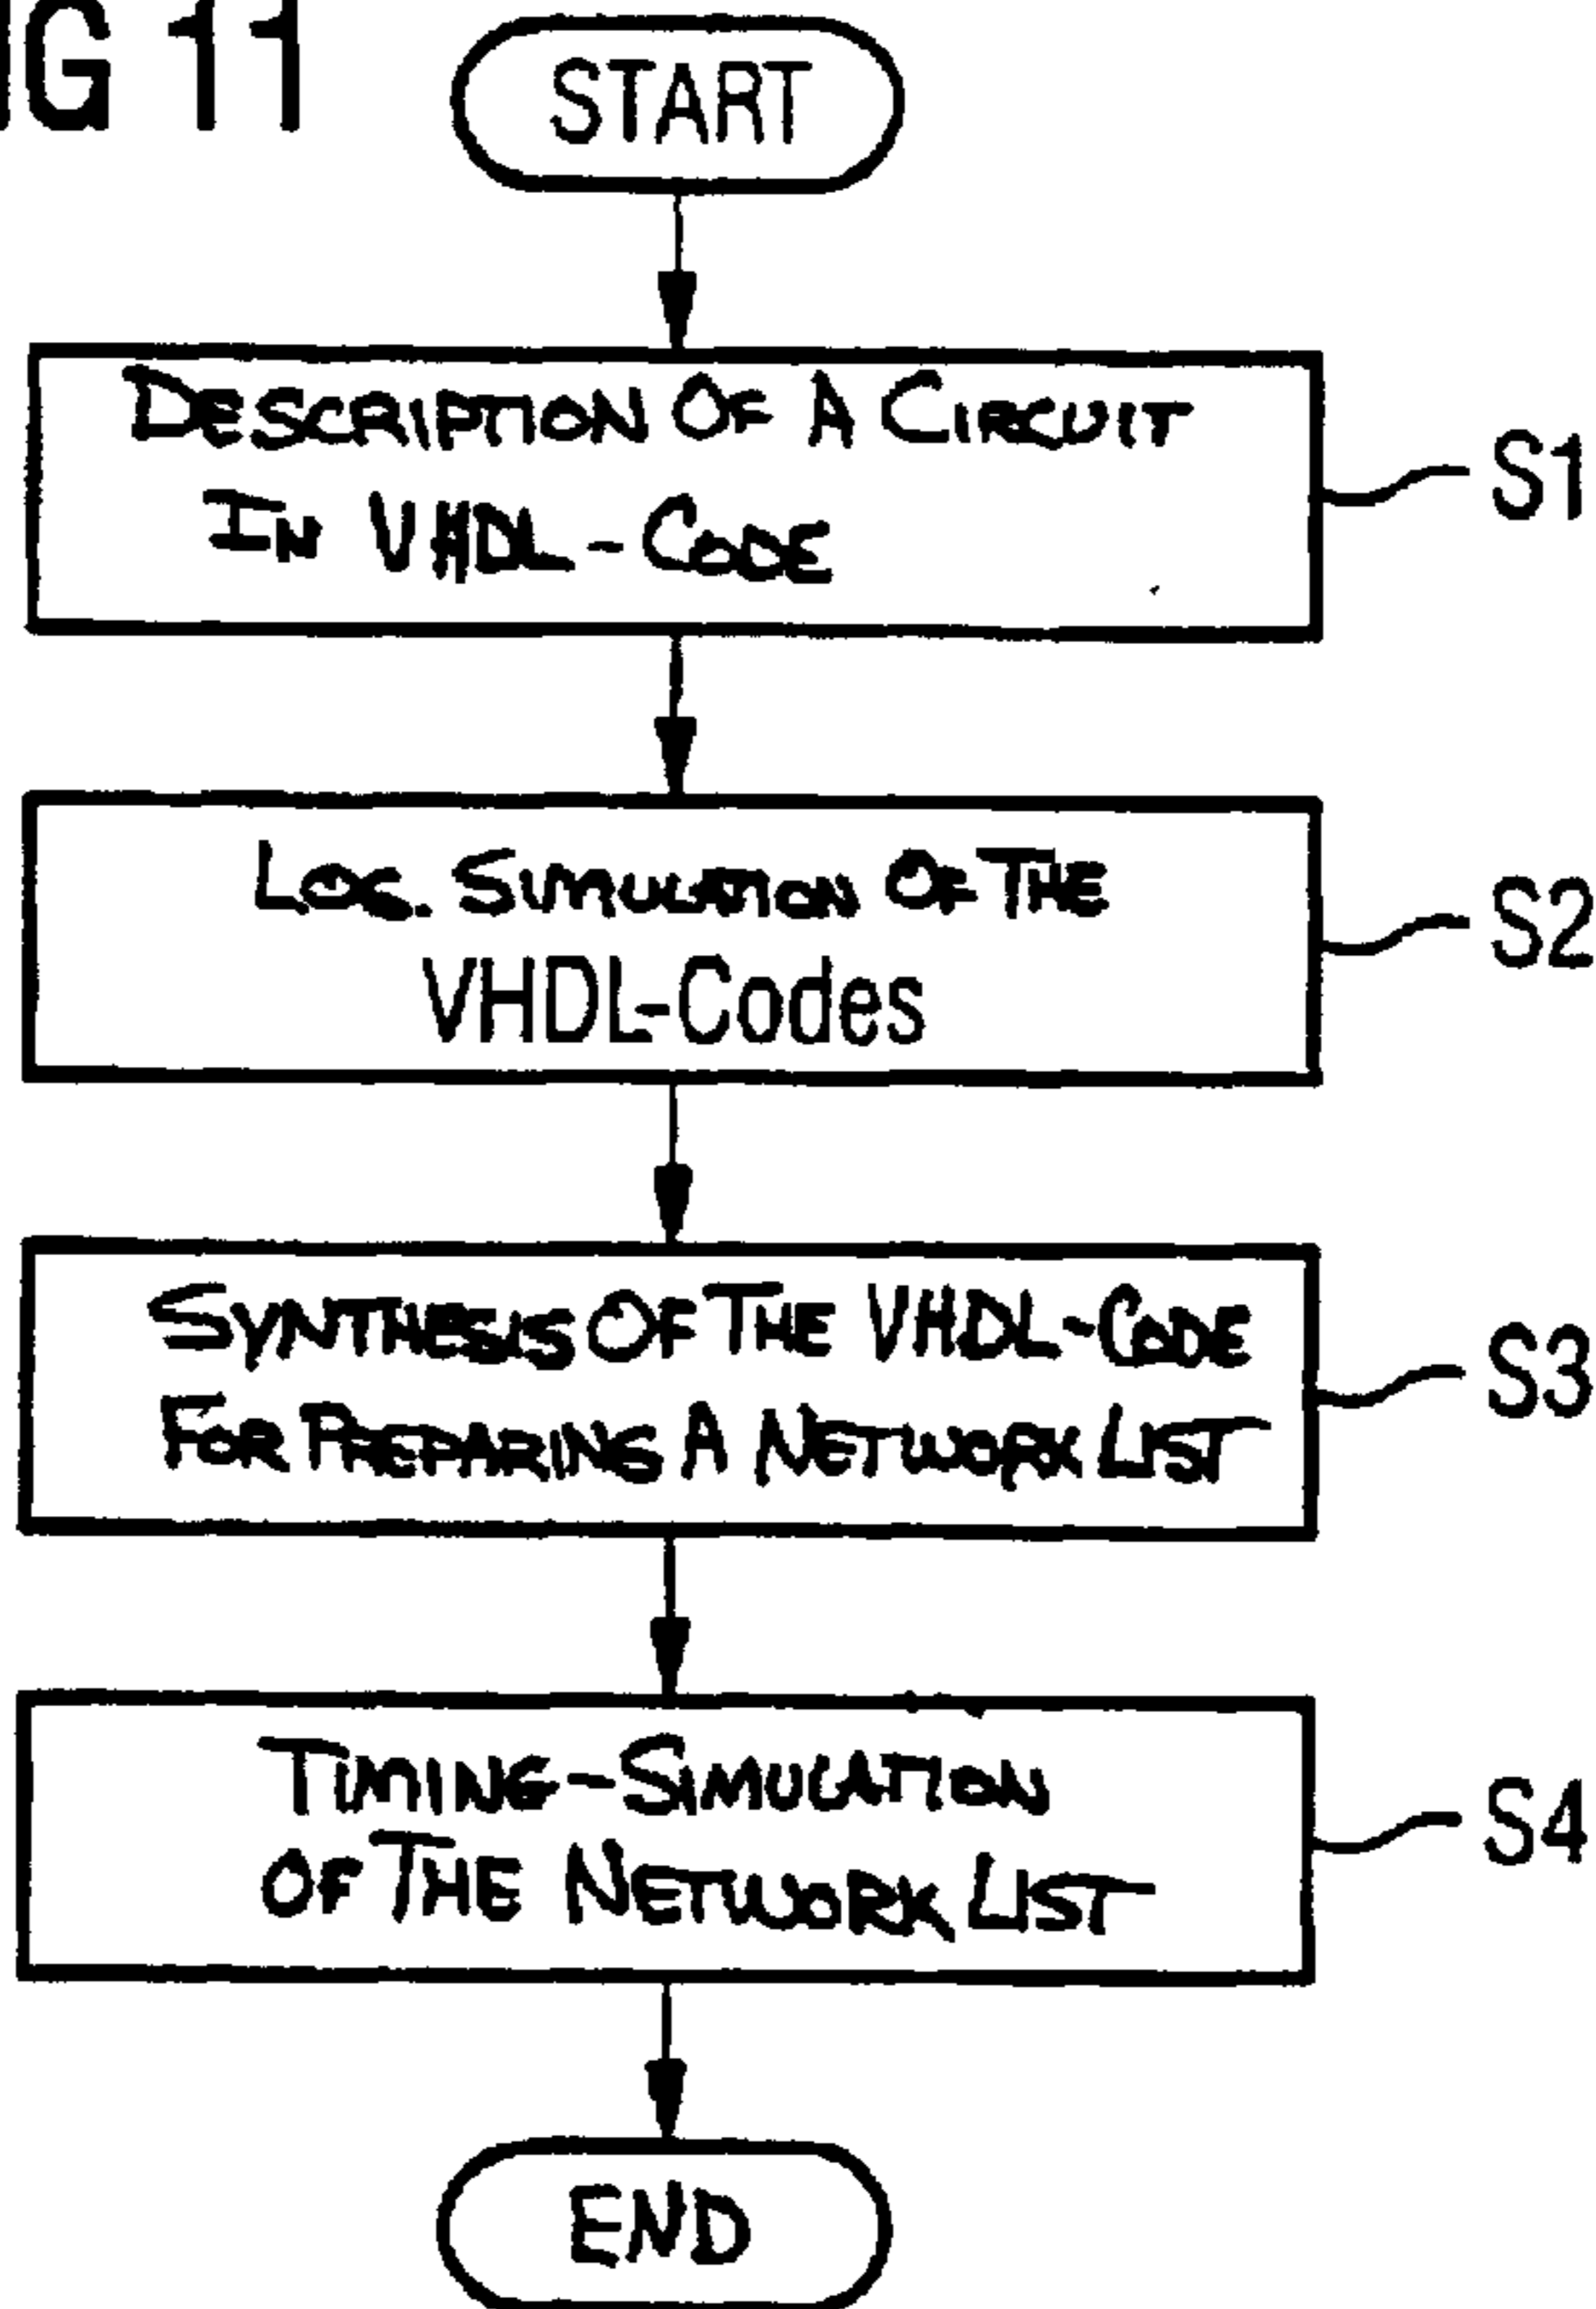 IG 11
START
DESCRIPTION OF A CIRCUIT
IN VHDL-CODE
S1
LOG. SIMULATION OF THE
VHDL-Codes
S2
SYNTHESIS OF THE VHDL-CODE
FOR PREPARING A NETWORK LIST
S3
TIMING-SIMULATION
OF THE NETWORK LIST
S4
END